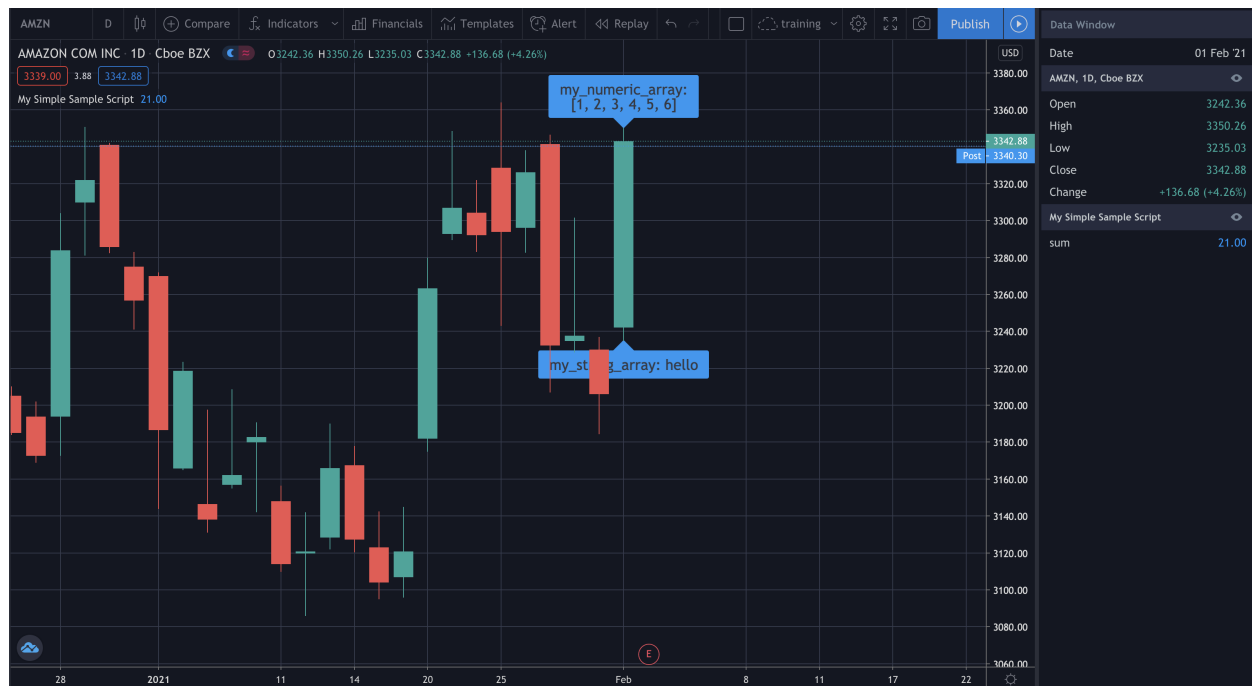 AMZN D Compare Indicators Financials Templates Alert Replay training Publish
AMAZON COM INC · 1D · Cboe BZX O3242.36 H3350.26 L3235.03 C3342.88 +136.68 (+4.26%)
3339.00 3.88 3342.88
My Simple Sample Script 21.00
my_numeric_array:
[1, 2, 3, 4, 5, 6]
my_st g_array: hello
E
USD
3380.00
3360.00
3342.88
Post 3340.30
3320.00
3300.00
3280.00
3260.00
3240.00
3220.00
3200.00
3180.00
3160.00
3140.00
3120.00
3100.00
3080.00
3060.00
28 2021 11 14 20 25 Feb 8 11 17 22
Data Window
Date 01 Feb '21
AMZN, 1D, Cboe BZX
Open 3242.36
High 3350.26
Low 3235.03
Close 3342.88
Change +136.68 (+4.26%)
My Simple Sample Script
sum 21.00